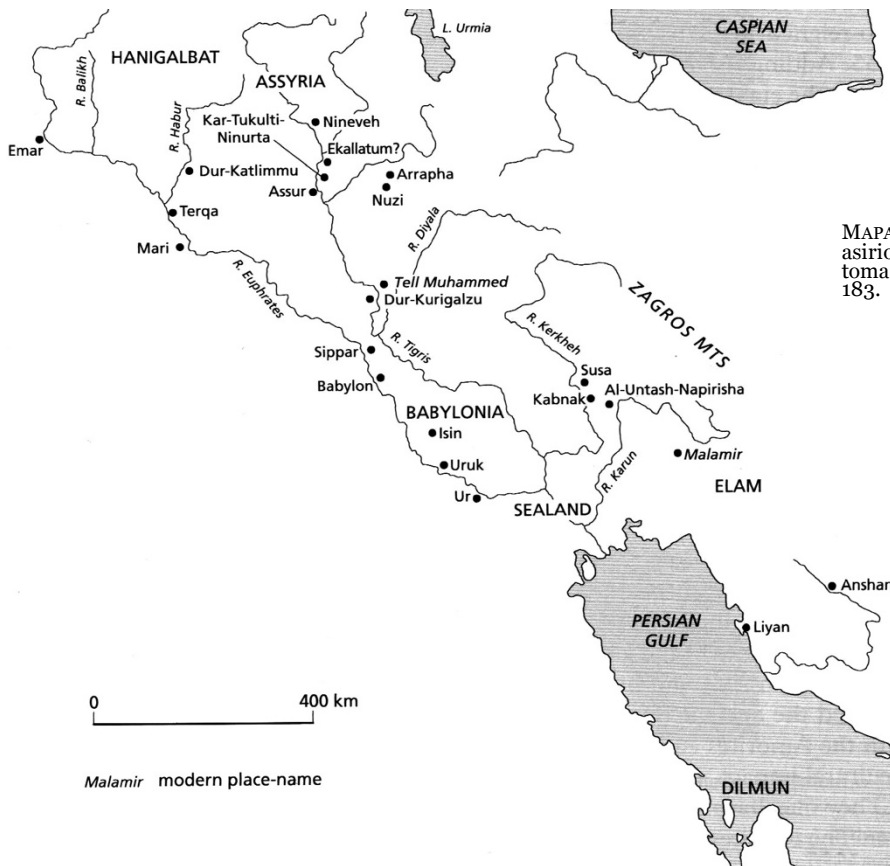 CASPIAN
SEA
L. Urmia
HANIGALBAT
R. Balikh
ASSYRIA
R. Habur
Kar-Tukulti-
Ninurta
Nineveh
Emar
Ekallatum?
Dur-Katlimmu
Arrapha
Assur
Nuzi
Terqa
R. Diyala
Mari
MAPA
asirio
toma
183.
R. Euphrates
Tell Muhammed
Dur-Kurigalzu
ZAGROS MTS
R. Kerkheh
Sippar
R. Tigris
Babylon
Susa
Kabnak
Al-Untash-Napirisha
BABYLONIA
Isin
Malamir
Uruk
R. Karun
ELAM
Ur
SEALAND
Anshan
PERSIAN
GULF
Liyan
0
400 km
Malamir modern place-name
DILMUN